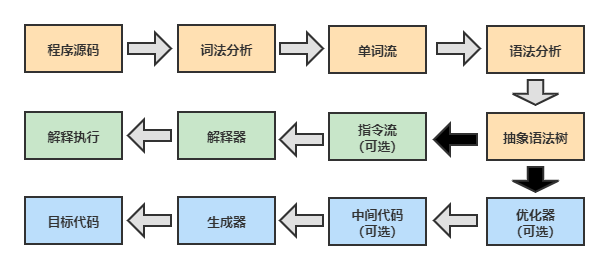 程序源码
词法分析
单词流
语法分析
解释执行
解释器
指令流
(可选)
抽象语法树
目标代码
生成器
中间代码
(可选)
优化器
(可选)